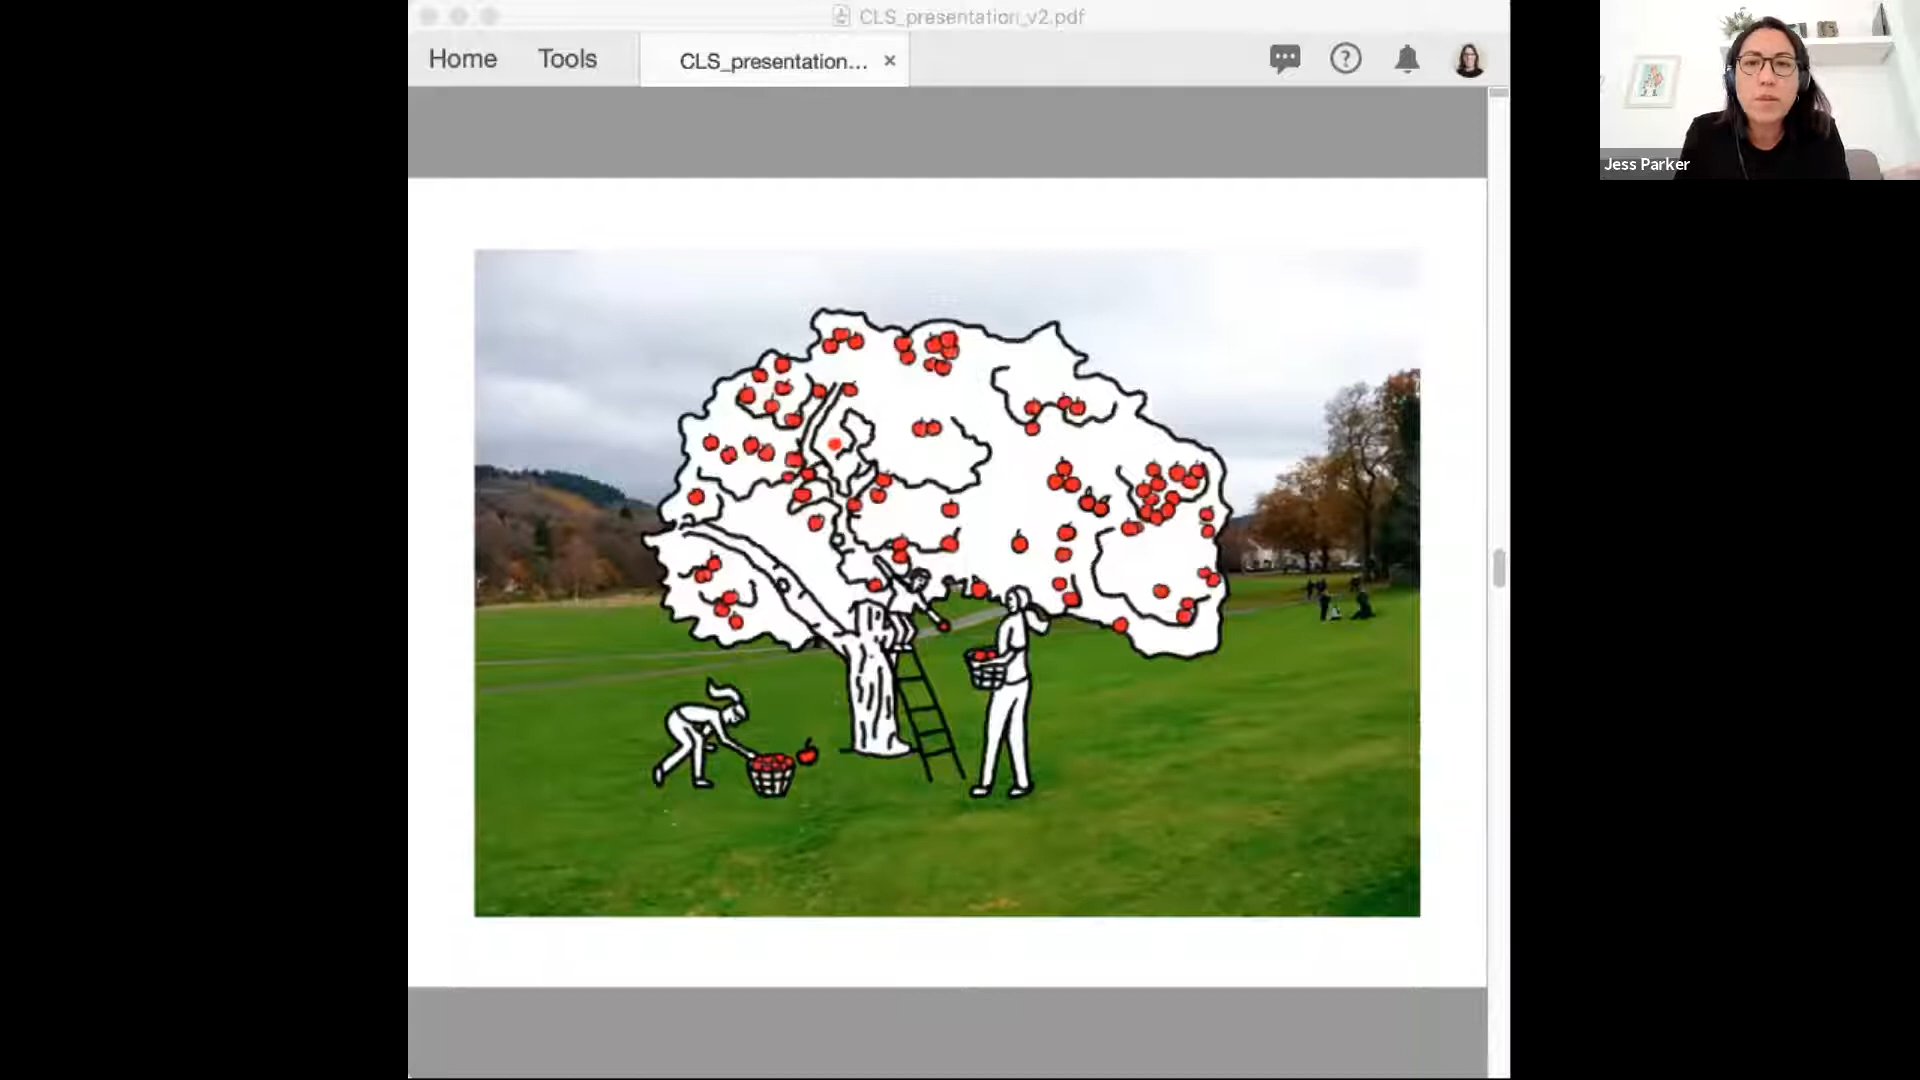 CLS_presentation_v2.pdf
Home
Tools
CLS_presentation... ×
Jess Parker